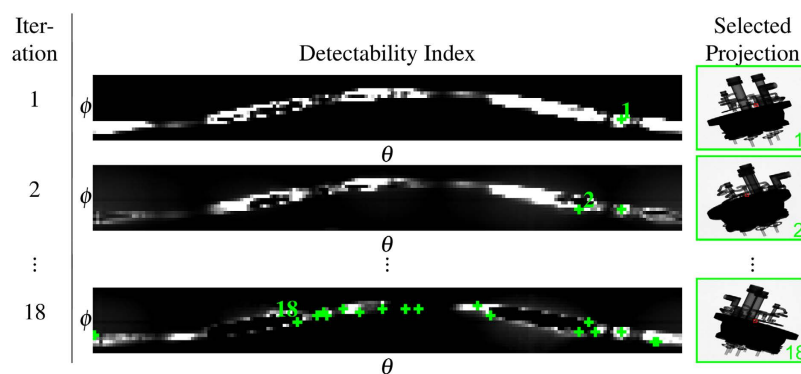 Iter-
ation
Detectability Index
Selected
Projection
1
ϕ
1
1
θ
2
ϕ
2
2
θ
⋮
⋮
⋮
18
ϕ
18
18
θ